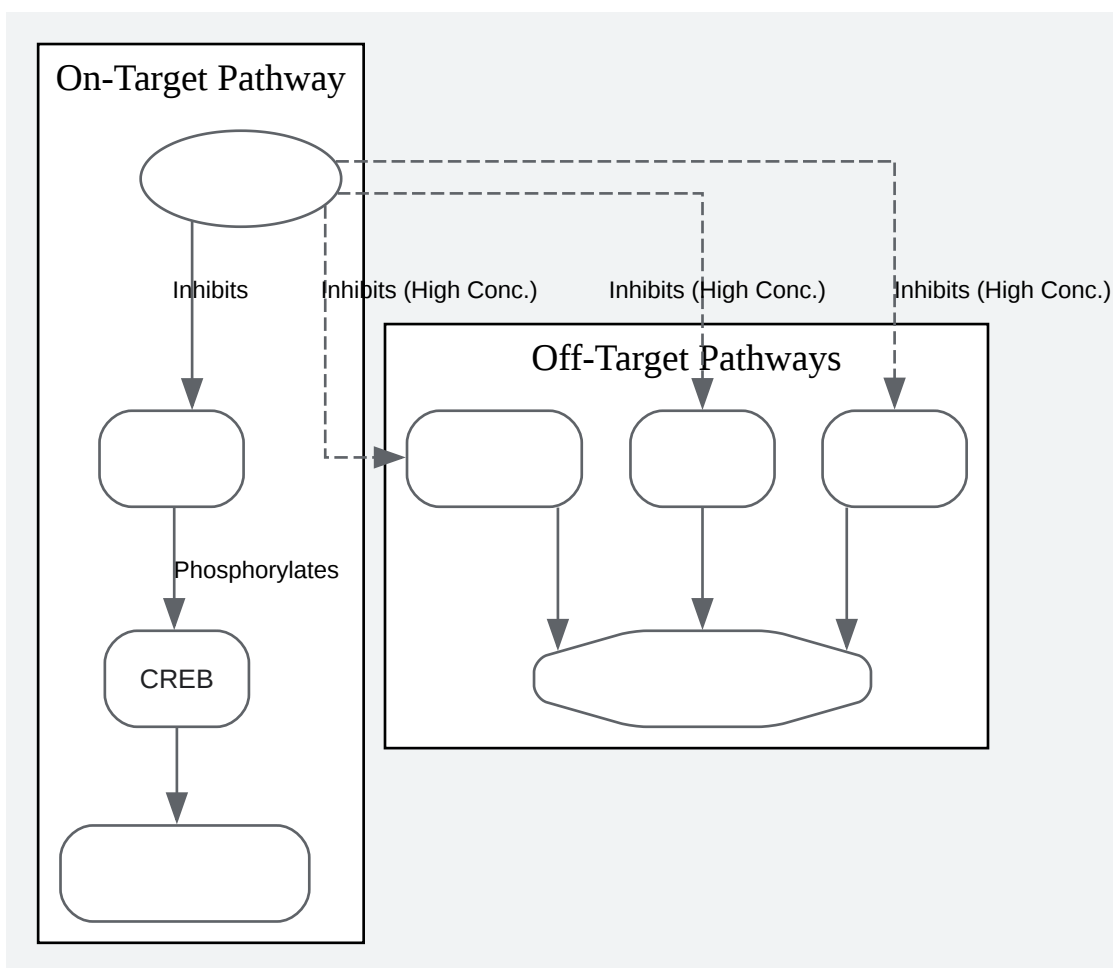 On-Target Pathway
Inhibits
Inhibits (High Conc.)
Inhibits (High Conc.)
Inhibits (High Conc.)
Off-Target Pathways
Phosphorylates
CREB